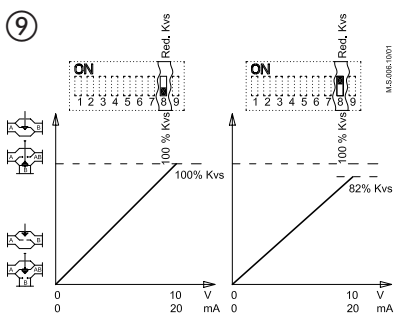 9
Red. Kvs
Red. Kvs
M.S.006.10/01
ON
ON
1 2 3 4 5 6 7 8 9
1 2 3 4 5 6 7 8 9
100 % Kvs
100 % Kvs
A B
A AB
B
100% Kvs
82% Kvs
A B
A AB
B
0 10 V
0 20 mA
0 10 V
0 20 mA